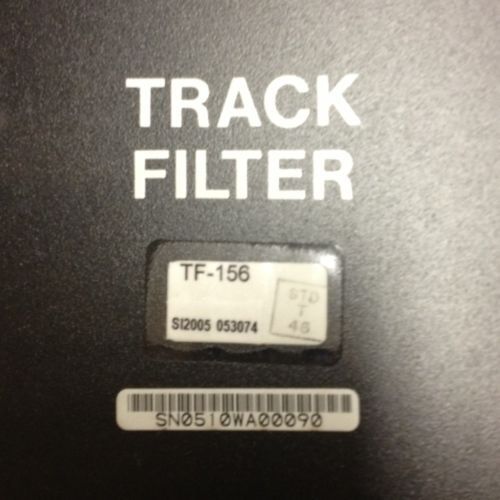 TRACK
FILTER
TF-156
STD
T
46
SI2005 053074
SN0510WA00090